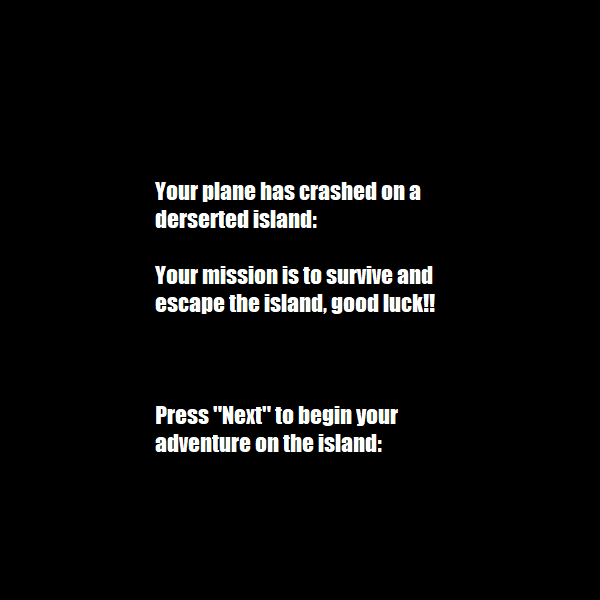 Your plane has crashed on a
derserted island:
Your mission is to survive and
escape the island, good luck!!
Press "Next" to begin your
adventure on the island: